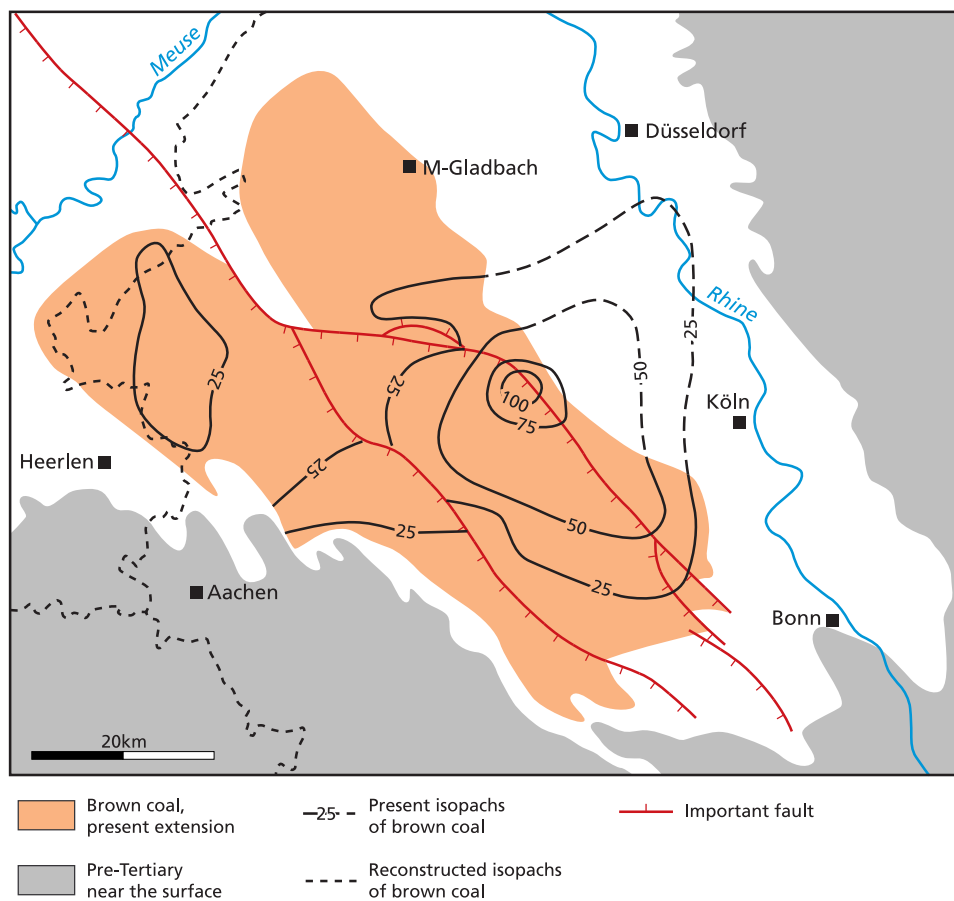 Meuse
Düsseldorf
M-Gladbach
Rhine
25
50
25
25
100
75
Köln
Heerlen
25
50
25
25
Aachen
Bonn
20km
Brown coal,
present extension
25
Present isopachs
of brown coal
Important fault
Pre-Tertiary
near the surface
Reconstructed isopachs
of brown coal